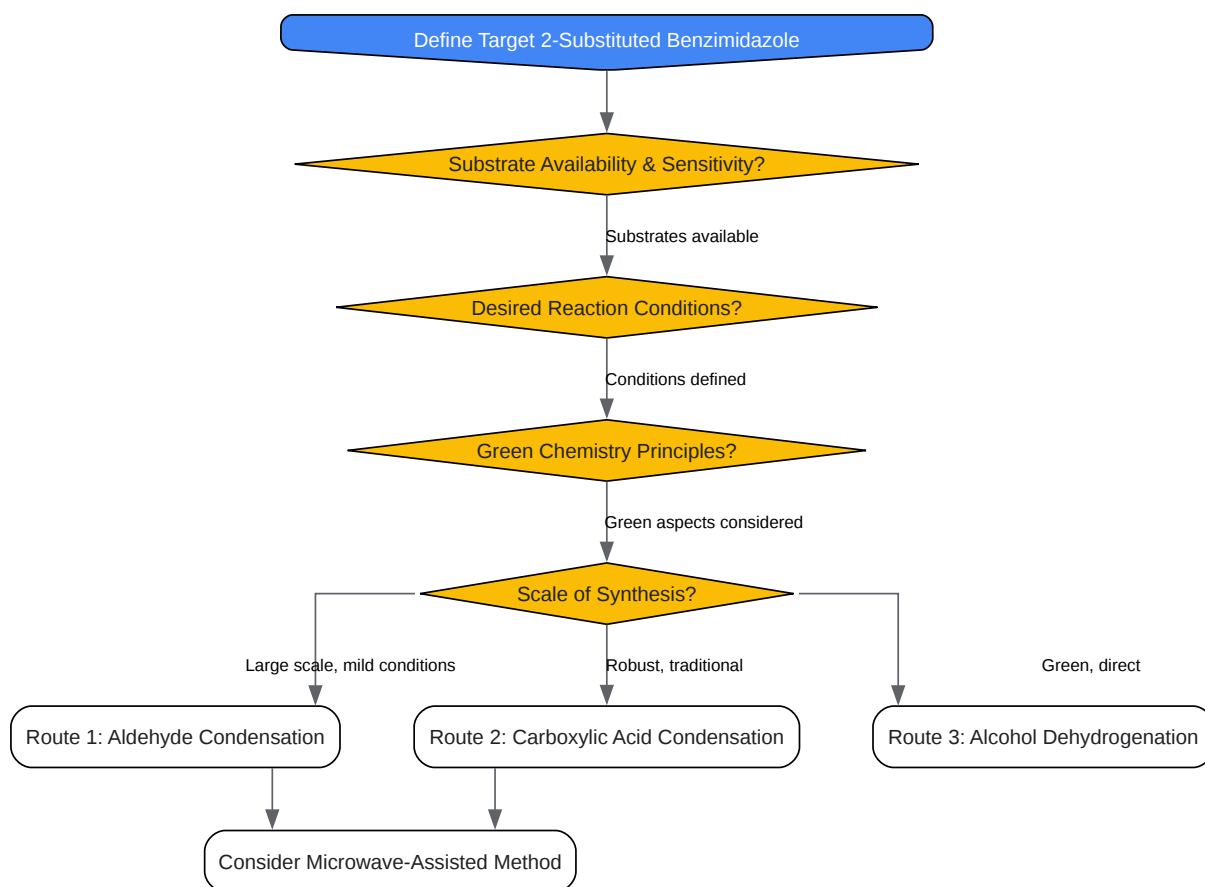 Define Target 2-Substituted Benzimidazole
Substrate Availability & Sensitivity?
Substrates available
Desired Reaction Conditions?
Conditions defined
Green Chemistry Principles?
Green aspects considered
Scale of Synthesis?
Large scale, mild conditions
Robust, traditional
Green, direct
Route 1: Aldehyde Condensation
Route 2: Carboxylic Acid Condensation
Route 3: Alcohol Dehydrogenation
Consider Microwave-Assisted Method